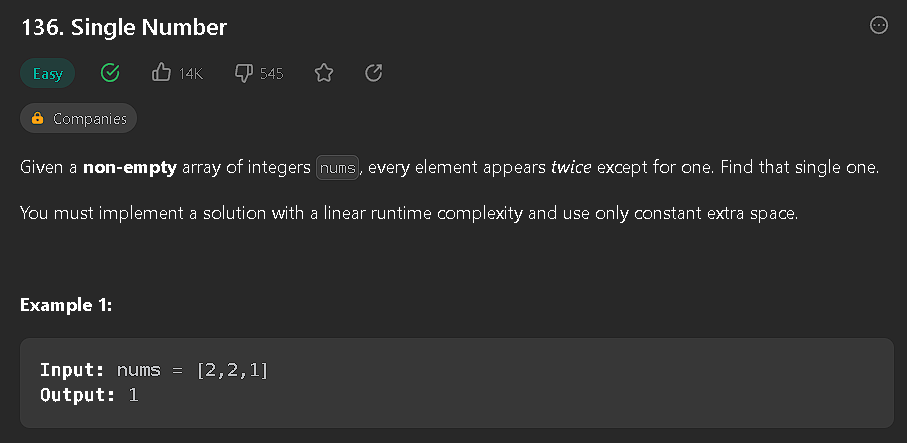 136. Single Number
Easy 14K 545
Companies
Given a non-empty array of integers nums, every element appears twice except for one. Find that single one.
You must implement a solution with a linear runtime complexity and use only constant extra space.
Example 1:
Input: nums = [2,2,1]
Output: 1